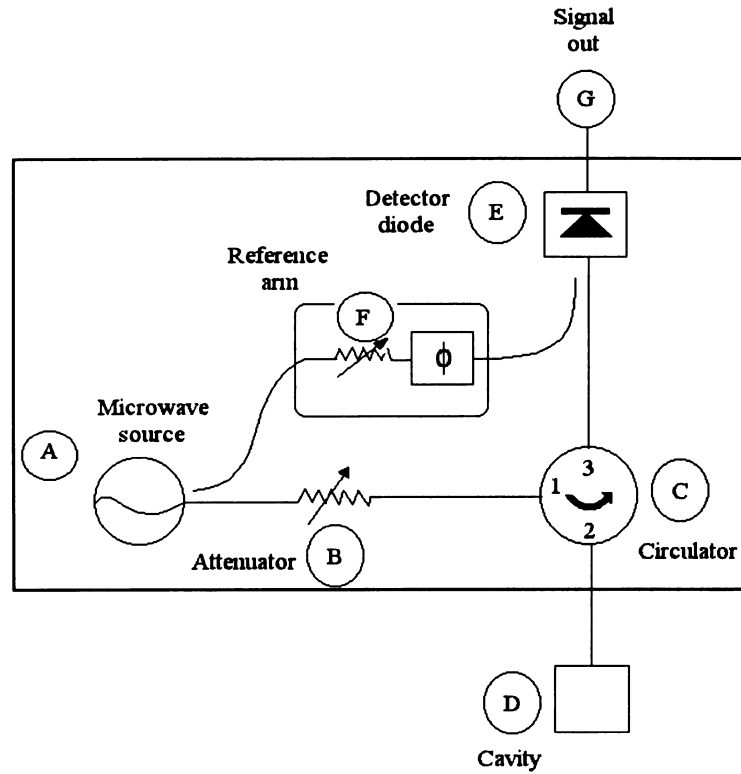 Signal
out
G
Detector
diode
E
Reference
arm
F
ϕ
Microwave
source
A
3
1
2
C
Circulator
Attenuator
B
D
Cavity